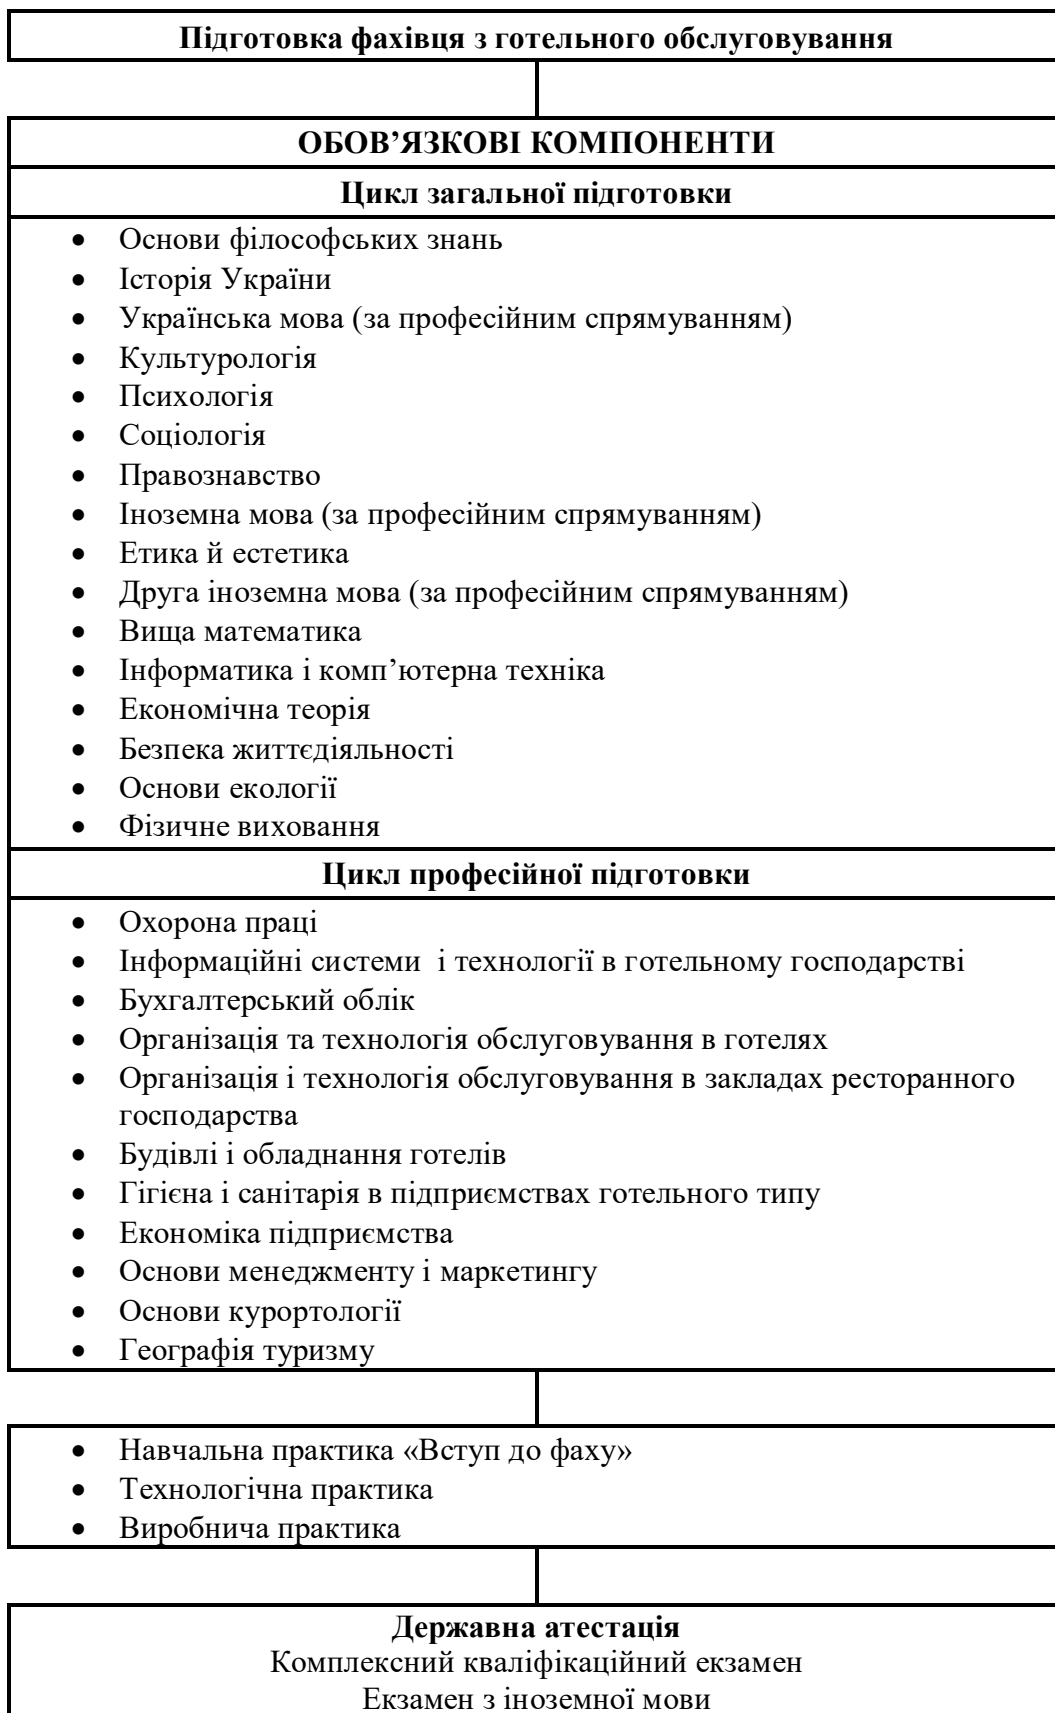 Підготовка фахівця з готельного обслуговування
ОБОВ’ЯЗКОВІ КОМПОНЕНТИ
Цикл загальної підготовки
• Основи філософських знань
• Історія України
• Українська мова (за професійним спрямуванням)
• Культурологія
• Психологія
• Соціологія
• Правознавство
• Іноземна мова (за професійним спрямуванням)
• Етика й естетика
• Друга іноземна мова (за професійним спрямуванням)
• Вища математика
• Інформатика і комп’ютерна техніка
• Економічна теорія
• Безпека життєдіяльності
• Основи екології
• Фізичне виховання
Цикл професійної підготовки
• Охорона праці
• Інформаційні системи і технології в готельному господарстві
• Бухгалтерський облік
• Організація та технологія обслуговування в готелях
• Організація і технологія обслуговування в закладах ресторанного
господарства
• Будівлі і обладнання готелів
• Гігієна і санітарія в підприємствах готельного типу
• Економіка підприємства
• Основи менеджменту і маркетингу
• Основи курортології
• Географія туризму
• Навчальна практика «Вступ до фаху»
• Технологічна практика
• Виробнича практика
Державна атестація
Комплексний кваліфікаційний екзамен
Екзамен з іноземної мови